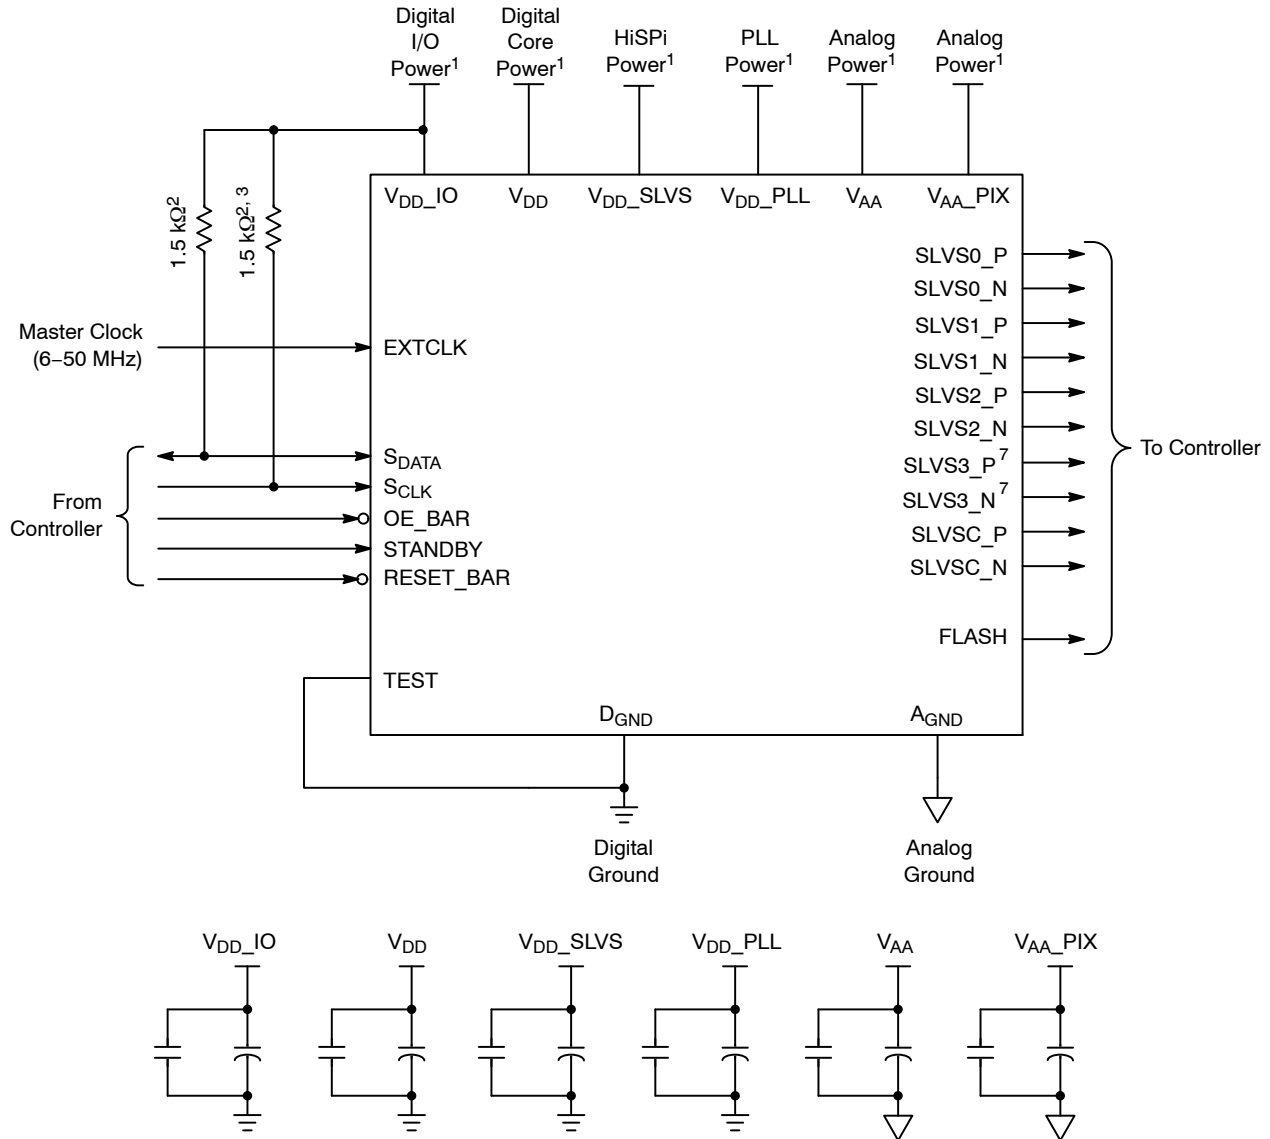 Digital
I/O
Power1
Digital
Core
Power1
HiSPi
Power1
PLL
Power1
Analog
Power1
Analog
Power1
VDD_IO
VDD
VDD_SLVS
VDD_PLL
VAA
VAA_PIX
1.5 kΩ2
1.5 kΩ2, 3
Master Clock
(6–50 MHz)
EXTCLK
From
Controller
SDATA
SCLK
OE_BAR
STANDBY
RESET_BAR
TEST
SLVS0_P
SLVS0_N
SLVS1_P
SLVS1_N
SLVS2_P
SLVS2_N
SLVS3_P7
SLVS3_N7
SLVSC_P
SLVSC_N
FLASH
To Controller
DGND
AGND
Digital
Ground
Analog
Ground
VDD_IO
VDD
VDD_SLVS
VDD_PLL
VAA
VAA_PIX